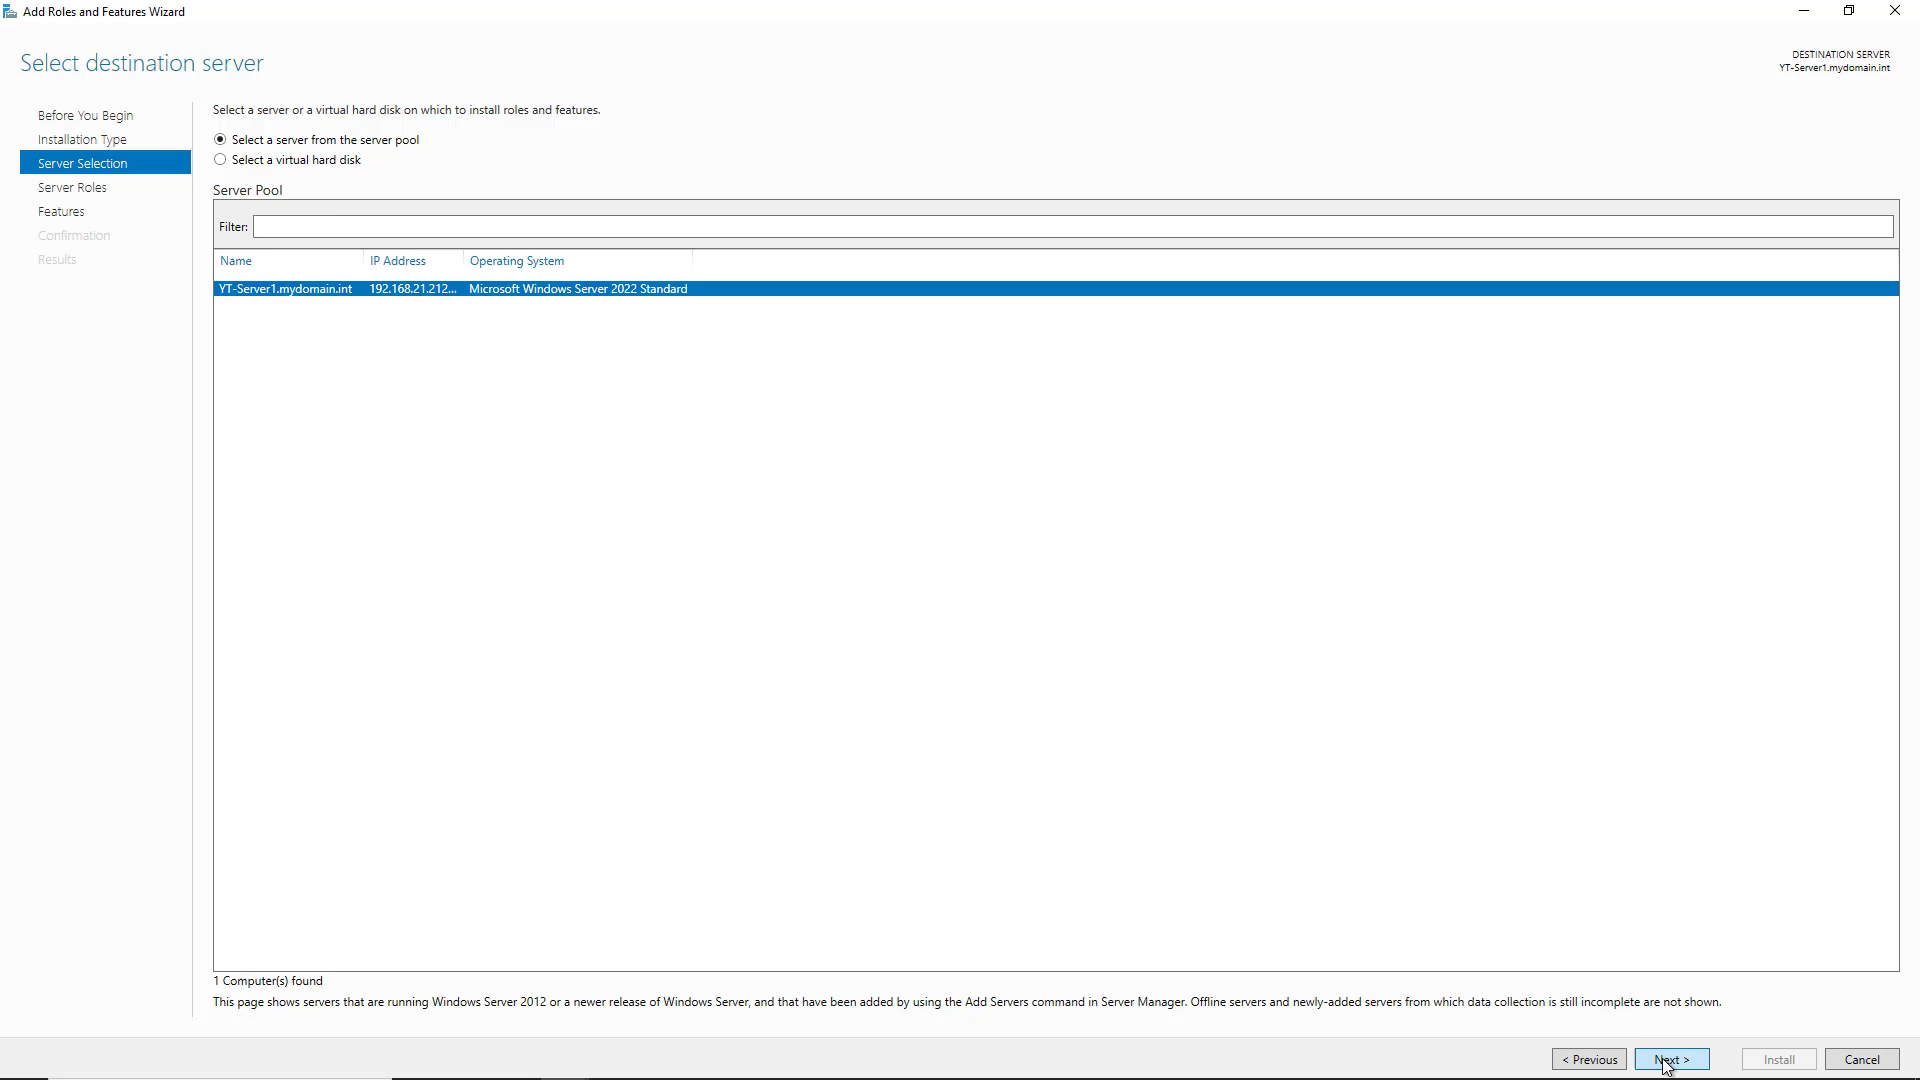 Add Roles and Features Wizard
Select destination server
DESTINATION SERVER
YT-Server1.mydomain.int
Before You Begin
Installation Type
Server Selection
Server Roles
Features
Confirmation
Results
Select a server or a virtual hard disk on which to install roles and features.
Select a server from the server pool
Select a virtual hard disk
Server Pool
Filter:
Name IP Address Operating System
YT-Server1.mydomain.int 192.168.21.212... Microsoft Windows Server 2022 Standard
1 Computer(s) found
This page shows servers that are running Windows Server 2012 or a newer release of Windows Server, and that have been added by using the Add Servers command in Server Manager. Offline servers and newly-added servers from which data collection is still incomplete are not shown.
< Previous Next > Install Cancel